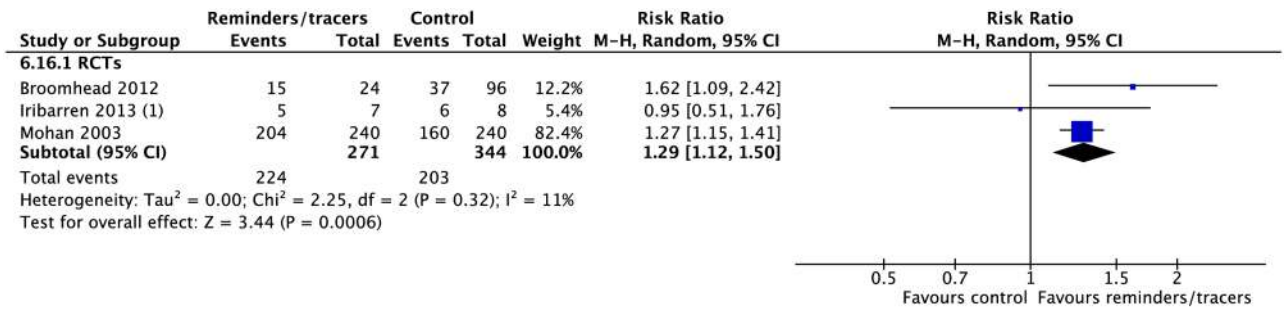 Reminders/tracers Control Risk Ratio Risk Ratio
Study or Subgroup Events Total Events Total Weight M-H, Random, 95% CI M-H, Random, 95% CI
6.16.1 RCTs
Broomhead 2012 15 24 37 96 12.2% 1.62 [1.09, 2.42]
Iribarren 2013 (1) 5 7 6 8 5.4% 0.95 [0.51, 1.76]
Mohan 2003 204 240 160 240 82.4% 1.27 [1.15, 1.41]
Subtotal (95% CI) 271 344 100.0% 1.29 [1.12, 1.50]
Total events 224 203
Heterogeneity: Tau² = 0.00; Chi² = 2.25, df = 2 (P = 0.32); I² = 11%
Test for overall effect: Z = 3.44 (P = 0.0006)
0.5 0.7 1 1.5 2
Favours control Favours reminders/tracers